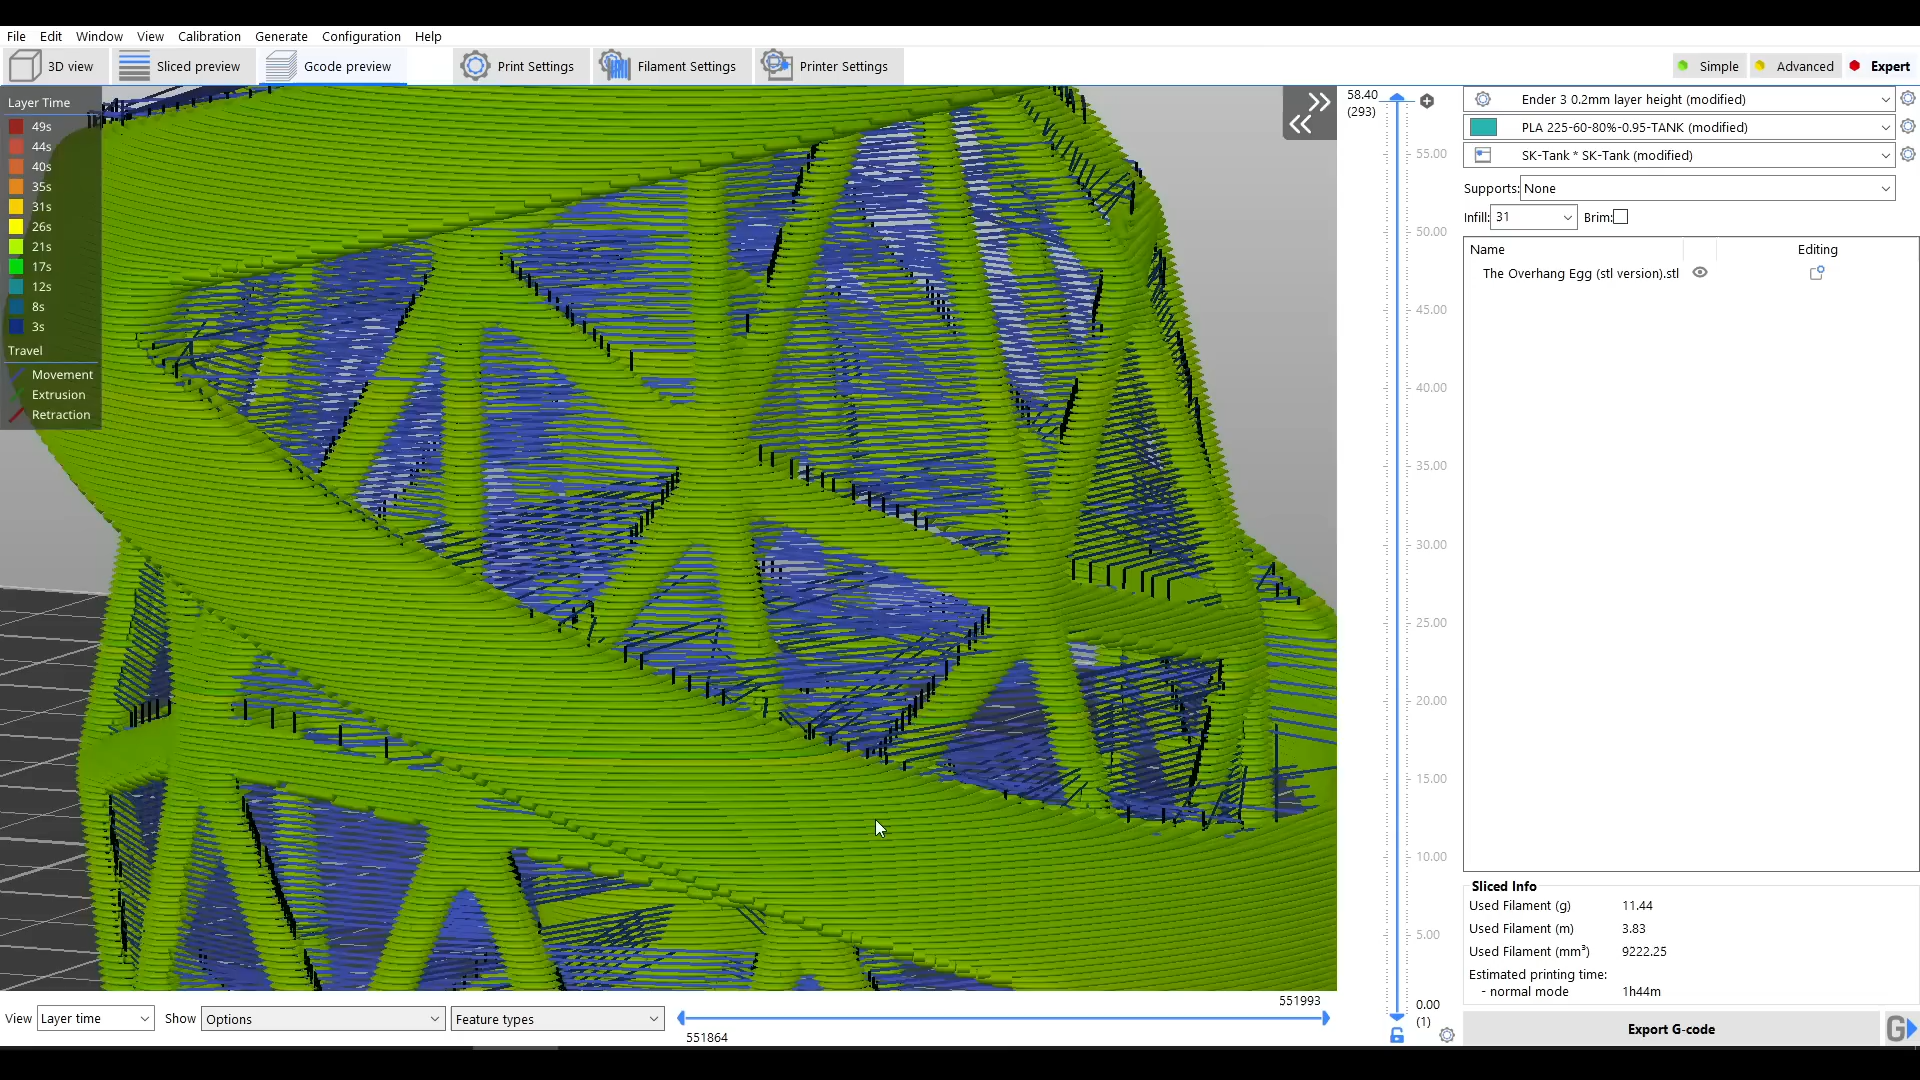 File Edit Window View Calibration Generate Configuration Help
3D view Sliced preview Gcode preview Print Settings Filament Settings Printer Settings Simple Advanced Expert
Layer Time
49s
44s
40s
35s
31s
26s
21s
17s
12s
8s
3s
Travel
Movement
Extrusion
Retraction
58.40
(293)
55.00
50.00
45.00
40.00
35.00
30.00
25.00
20.00
15.00
10.00
5.00
0.00
(1)
Ender 3 0.2mm layer height (modified)
PLA 225-60-80%-0.95-TANK (modified)
SK-Tank * SK-Tank (modified)
Supports: None
Infill: 31 Brim:
Name Editing
The Overhang Egg (stl version).stl
Sliced Info
Used Filament (g) 11.44
Used Filament (m) 3.83
Used Filament (mm³) 9222.25
Estimated printing time:
- normal mode 1h44m
Export G-code
G
551993
View Layer time Show Options Feature types
551864